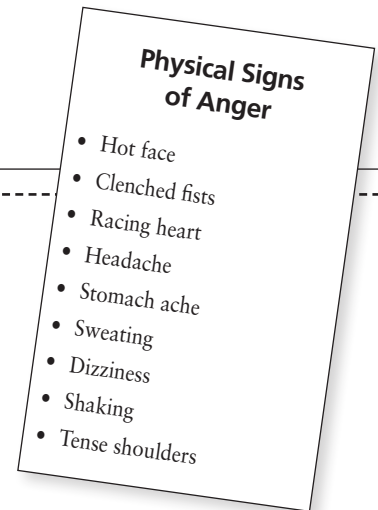 Physical Signs
of Anger
• Hot face
• Clenched fists
• Racing heart
• Headache
• Stomach ache
• Sweating
• Dizziness
• Shaking
• Tense shoulders